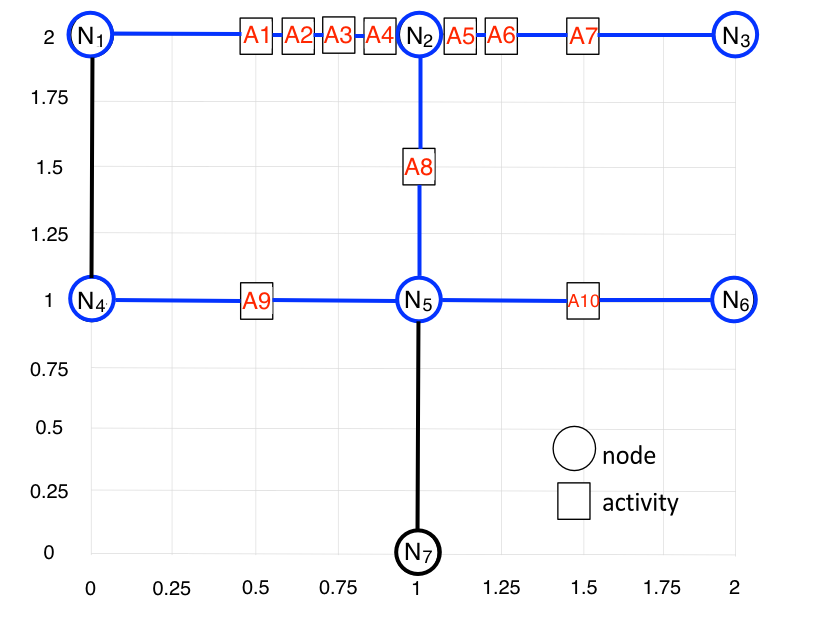 2 N₁ A1 A2 A3 A4 N₂ A5 A6 A7 N₃
1.75
1.5 A8
1.25
1 N₄ A9 N₅ A10 N₆
0.75
0.5
node
0.25
activity
0 N₇
0 0.25 0.5 0.75 1 1.25 1.5 1.75 2